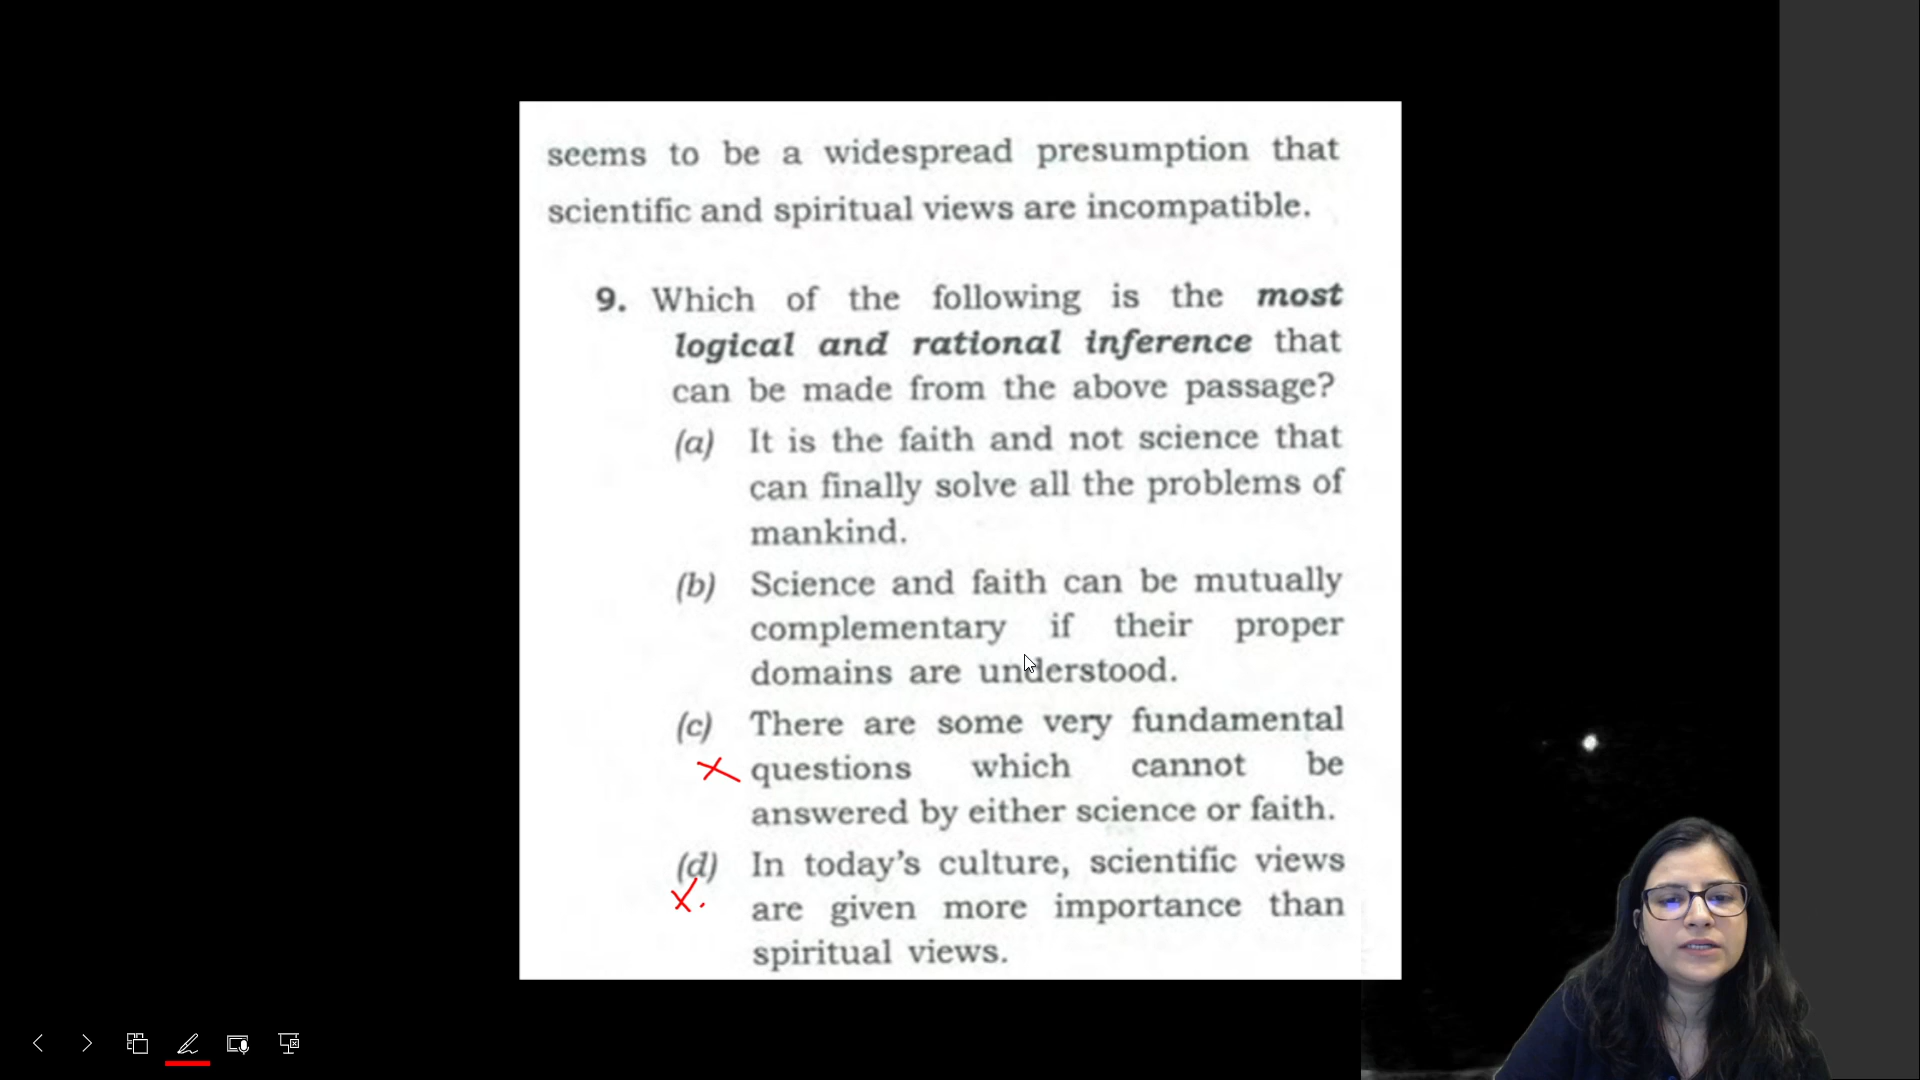 seems to be a widespread presumption that
scientific and spiritual views are incompatible.
9. Which of the following is the most
logical and rational inference that
can be made from the above passage?
(a) It is the faith and not science that
can finally solve all the problems of
mankind.
(b) Science and faith can be mutually
complementary if their proper
domains are understood.
(c) There are some very fundamental
questions which cannot be
answered by either science or faith.
(d) In today's culture, scientific views
are given more importance than
spiritual views.